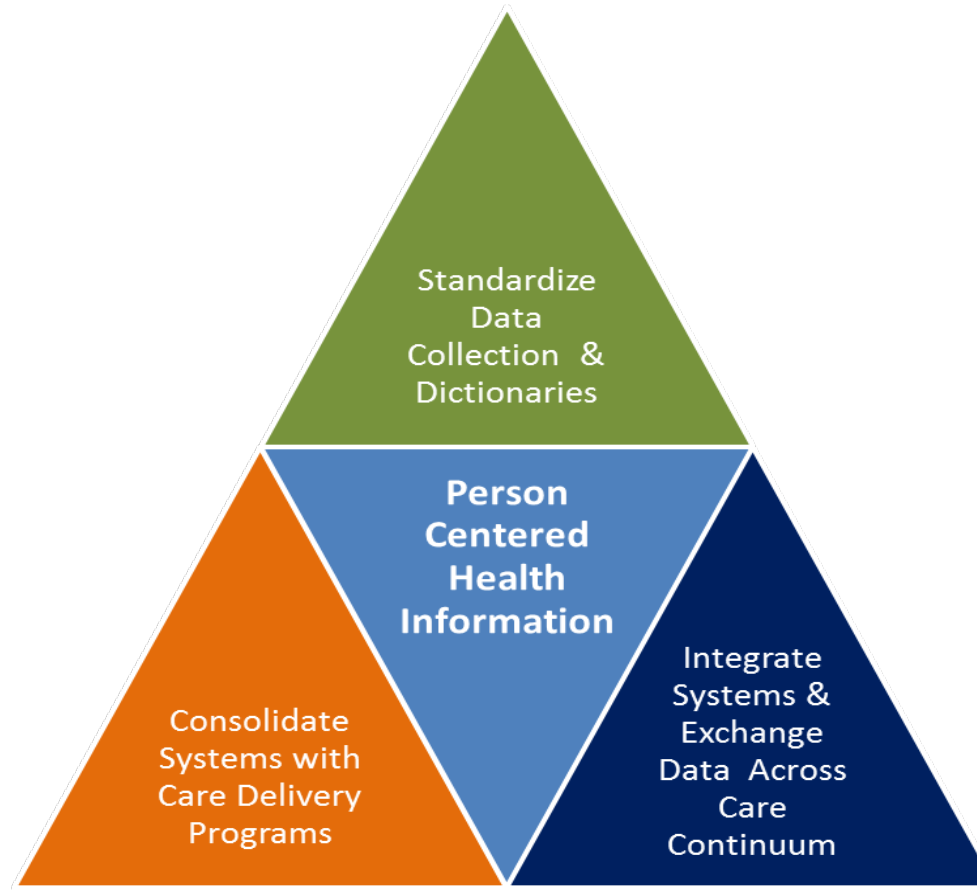 Standardize
Data
Collection &
Dictionaries
Person
Centered
Health
Information
Consolidate
Systems with
Care Delivery
Programs
Integrate
Systems &
Exchange
Data Across
Care
Continuum